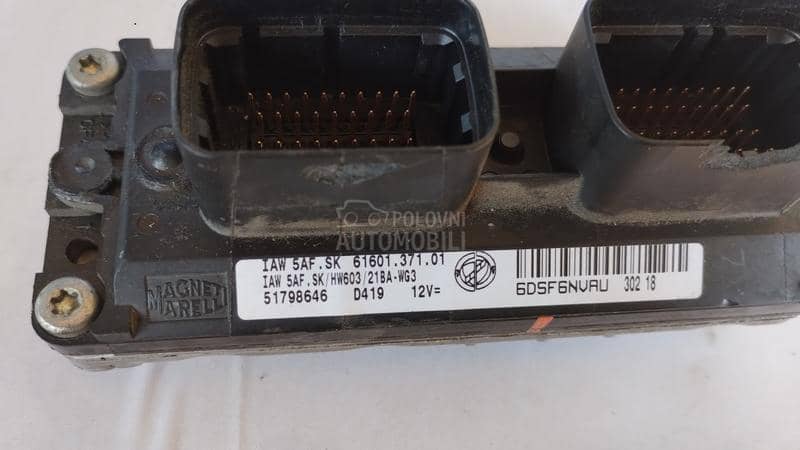 POLOVNI
AUTOMOBILI
IAW 5AF.SK 61601.371.01
IAW 5AF.SK/HW603/21BA-WG3
51798646 D419 12V=
6DSF6NVAU 302 18
MAGNETI
MARELLI